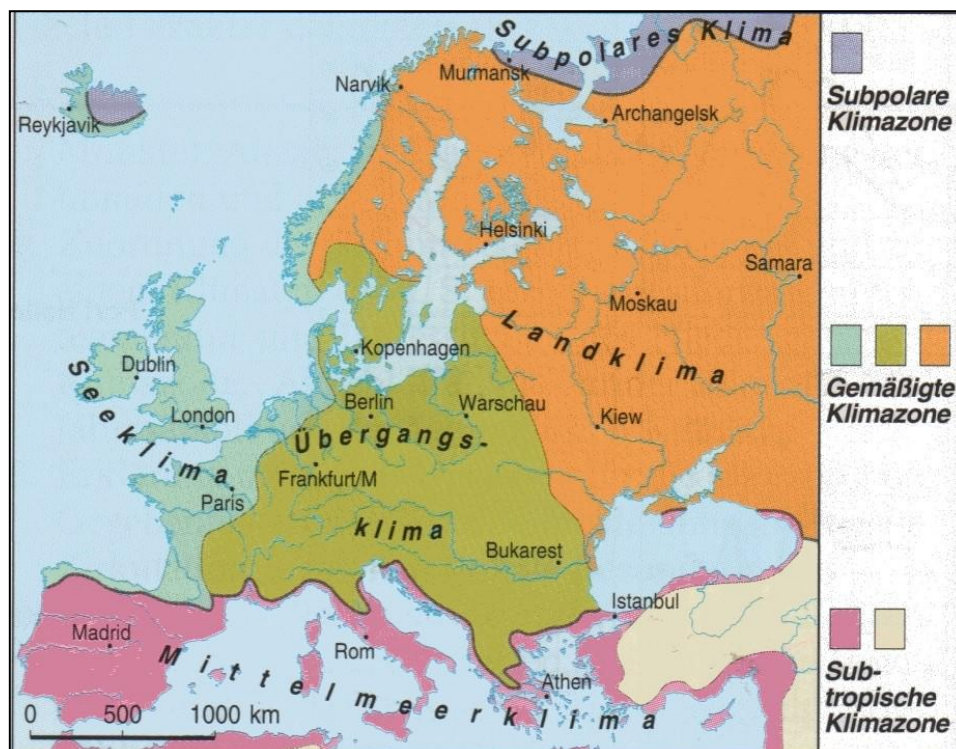 Subpolares Klima
Murmansk
Narvik
Reykjavik
Archangelsk
Helsinki
Samara
Moskau
Landklima
Kopenhagen
Dublin
Seeklima
London
Berlin
Warschau
Kiew
Übergangs-
Frankfurt/M
Paris
klima
Bukarest
Istanbul
Madrid
Rom
Athen
Mittelmeerklima
0 500 1000 km
Subpolare
Klimazone
Gemäßigte
Klimazone
Sub-
tropische
Klimazone